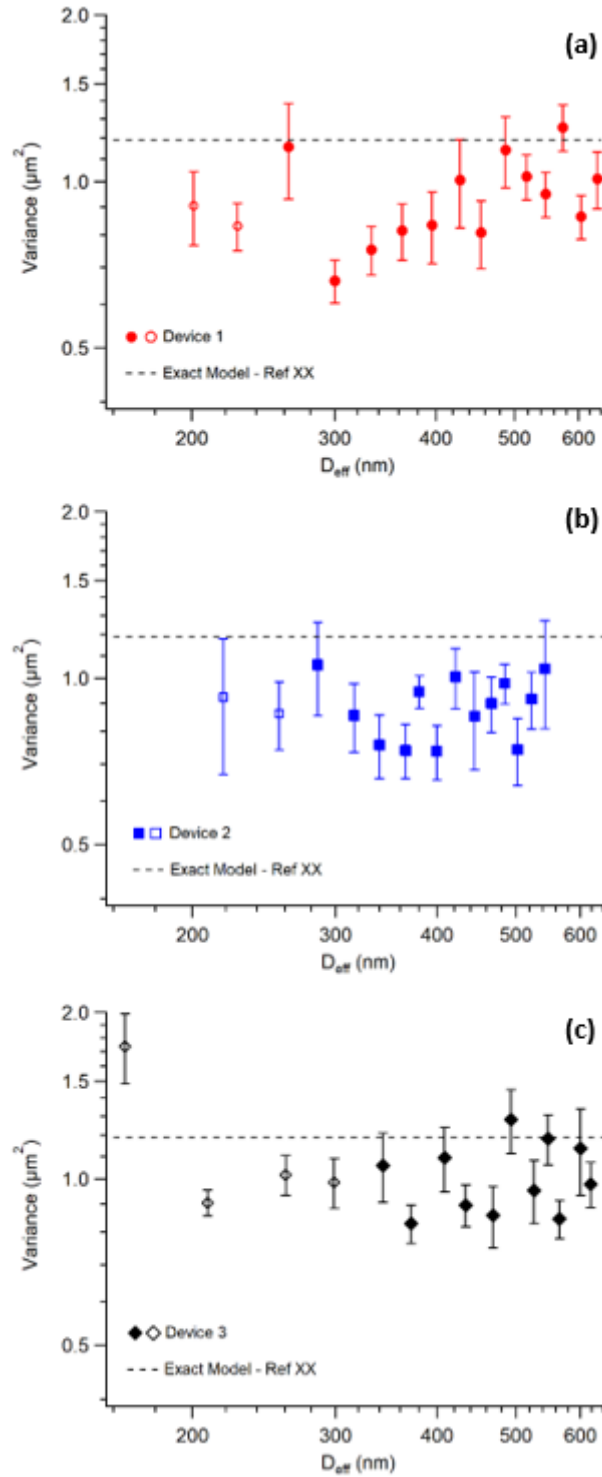 (a)
2.0
1.5
1.0
0.5
Variance (µm²)
Device 1
Exact Model - Ref XX
200 300 400 500 600
Deff (nm)
(b)
2.0
1.5
1.0
0.5
Variance (µm²)
Device 2
Exact Model - Ref XX
200 300 400 500 600
Deff (nm)
(c)
2.0
1.5
1.0
0.5
Variance (µm²)
Device 3
Exact Model - Ref XX
200 300 400 500 600
Deff (nm)